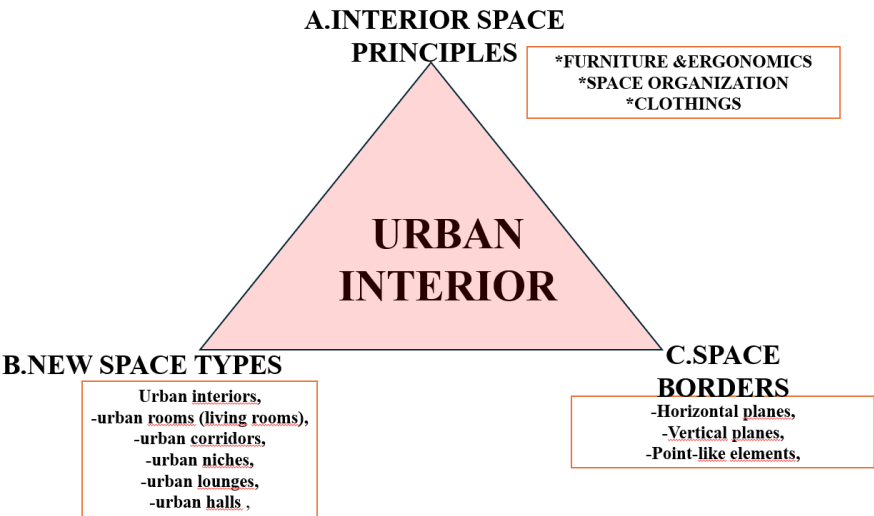 A.INTERIOR SPACE
PRINCIPLES
*FURNITURE &ERGONOMICS
*SPACE ORGANIZATION
*CLOTHINGS
URBAN
INTERIOR
B.NEW SPACE TYPES
Urban interiors,
-urban rooms (living rooms),
-urban corridors,
-urban niches,
-urban lounges,
-urban halls ,
C.SPACE
BORDERS
-Horizontal planes,
-Vertical planes,
-Point-like elements,